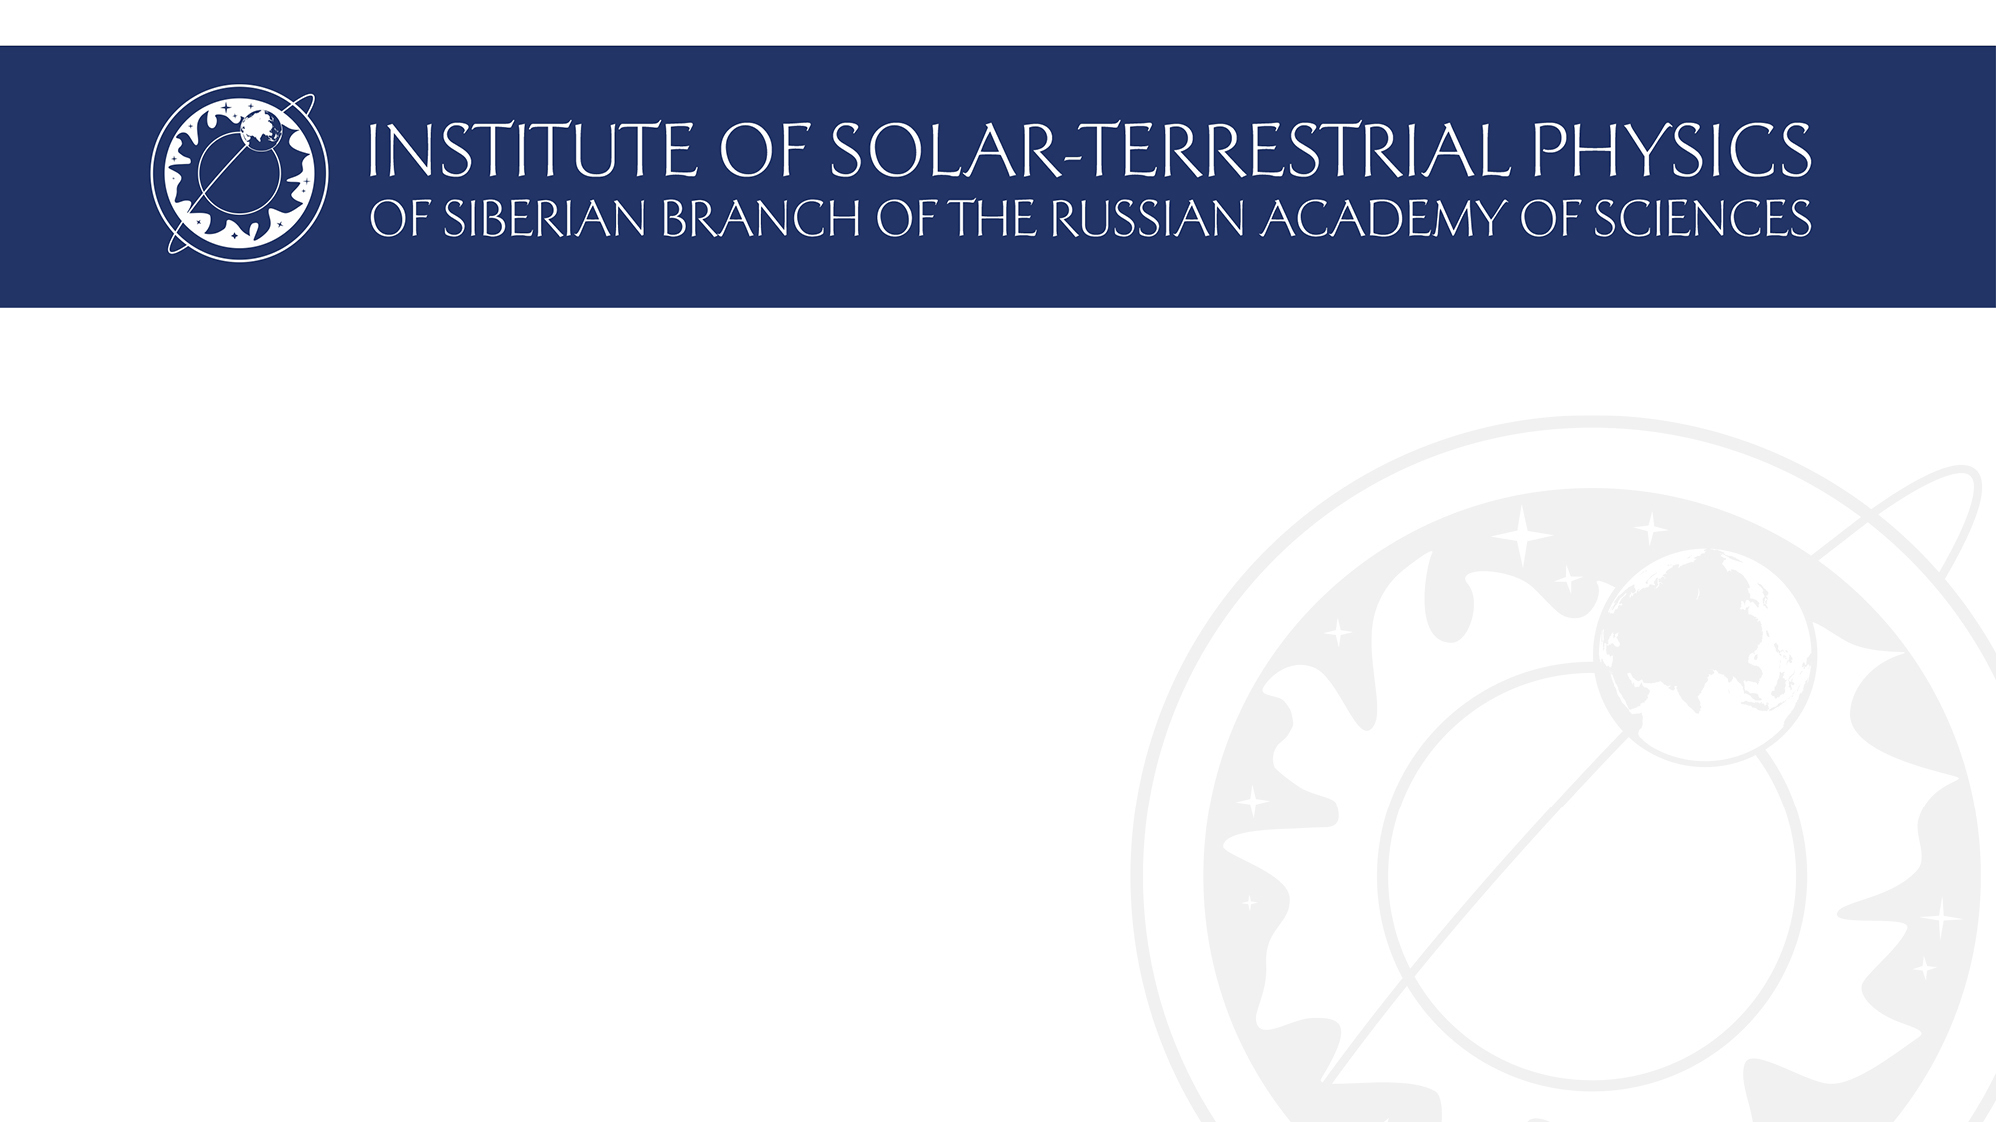 INSTITUTE OF SOLAR-TERRESTRIAL PHYSICS
OF SIBERIAN BRANCH OF THE RUSSIAN ACADEMY OF SCIENCES